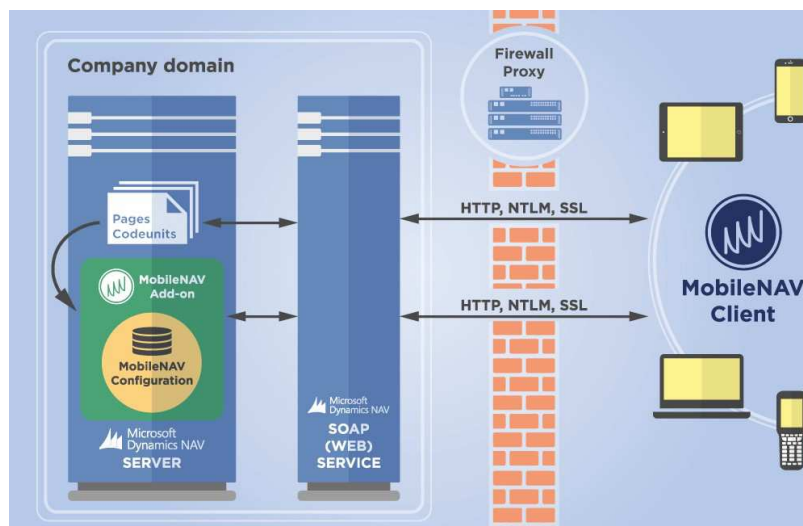 Company domain
Firewall
Proxy
Pages
Codeunits
MobileNAV
Add-on
MobileNAV
Configuration
Microsoft
Dynamics NAV
SERVER
Microsoft
Dynamics NAV
SOAP
(WEB)
SERVICE
HTTP, NTLM, SSL
HTTP, NTLM, SSL
MobileNAV
Client